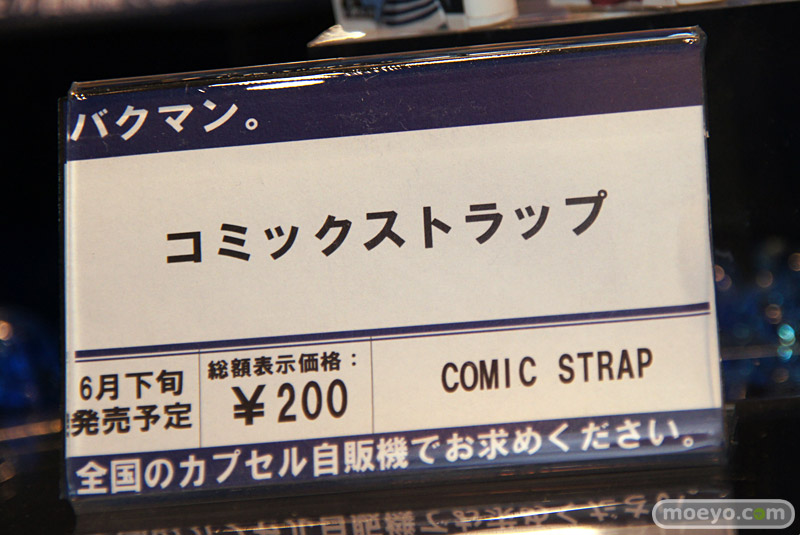 バクマン。
コミックストラップ
6月下旬
発売予定
総額表示価格：
￥200
COMIC STRAP
全国のカプセル自販機でお求めください。
moeyo.com